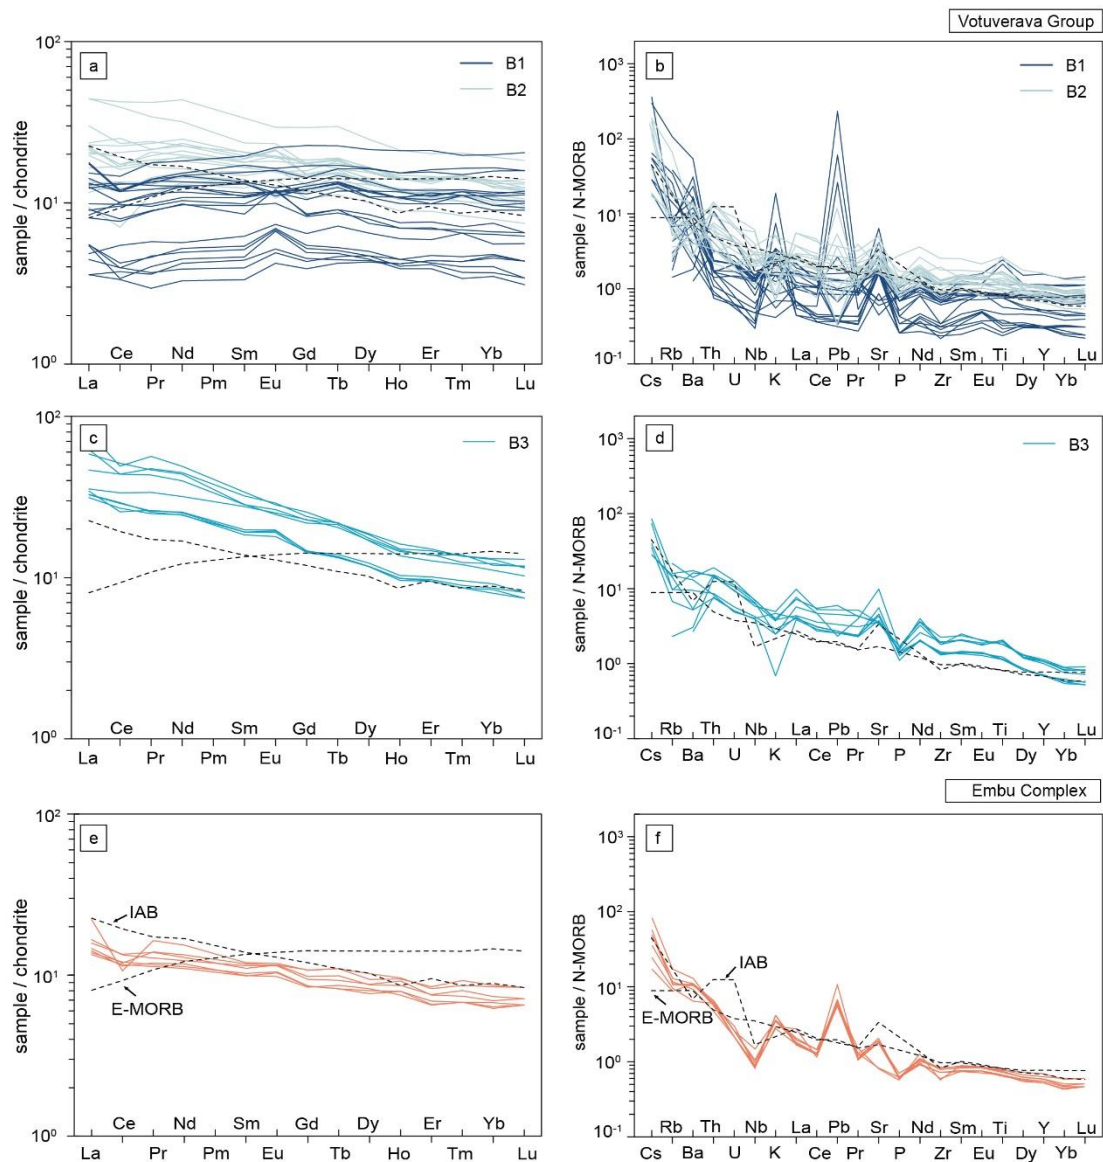 Votuverava Group
a
B1
B2
10²
10¹
10⁰
sample / chondrite
Ce Nd Sm Gd Dy Er Yb
La Pr Pm Eu Tb Ho Tm Lu
b
B1
B2
10³
10²
10¹
10⁰
10⁻¹
sample / N-MORB
Rb Th Nb La Pb Sr Nd Sm Ti Y Lu
Cs Ba U K Ce Pr P Zr Eu Dy Yb
c
B3
10²
10¹
10⁰
sample / chondrite
Ce Nd Sm Gd Dy Er Yb
La Pr Pm Eu Tb Ho Tm Lu
d
B3
10³
10²
10¹
10⁰
10⁻¹
sample / N-MORB
Rb Th Nb La Pb Sr Nd Sm Ti Y Lu
Cs Ba U K Ce Pr P Zr Eu Dy Yb
Embu Complex
e
IAB
E-MORB
10²
10¹
10⁰
sample / chondrite
Ce Nd Sm Gd Dy Er Yb
La Pr Pm Eu Tb Ho Tm Lu
f
IAB
E-MORB
10³
10²
10¹
10⁰
10⁻¹
sample / N-MORB
Rb Th Nb La Pb Sr Nd Sm Ti Y Lu
Cs Ba U K Ce Pr P Zr Eu Dy Yb